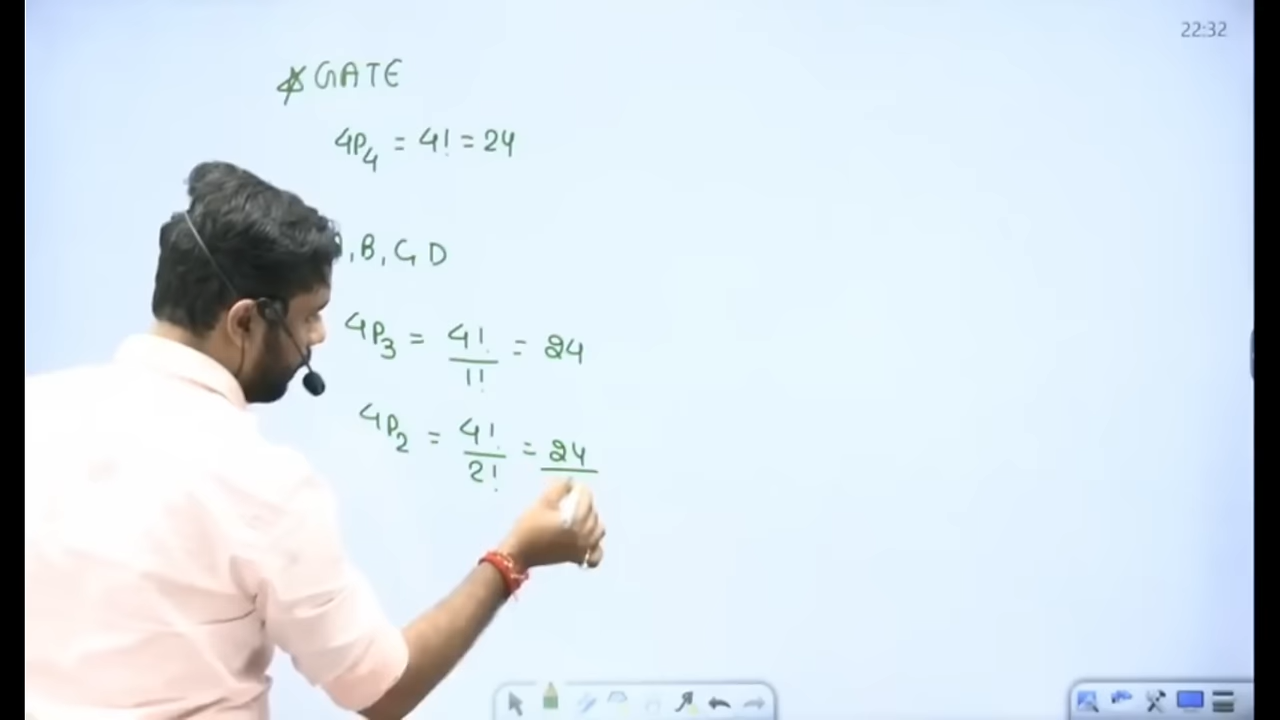 22:32
* GATE
4P4 = 4! = 24
, B, C, D
4P3 = 4!/1! = 24
4P2 = 4!/2! = 24